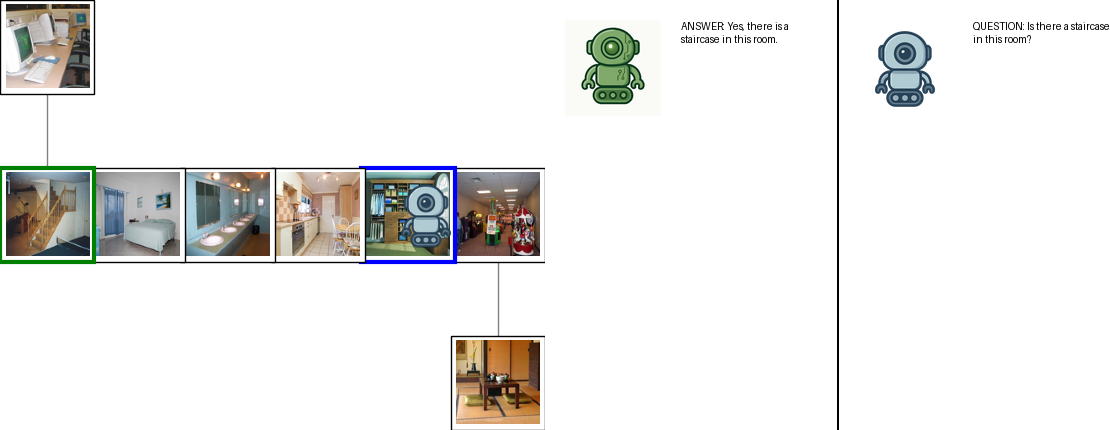 ANSWER: Yes, there is a
staircase in this room.
QUESTION: Is there a staircase
in this room?